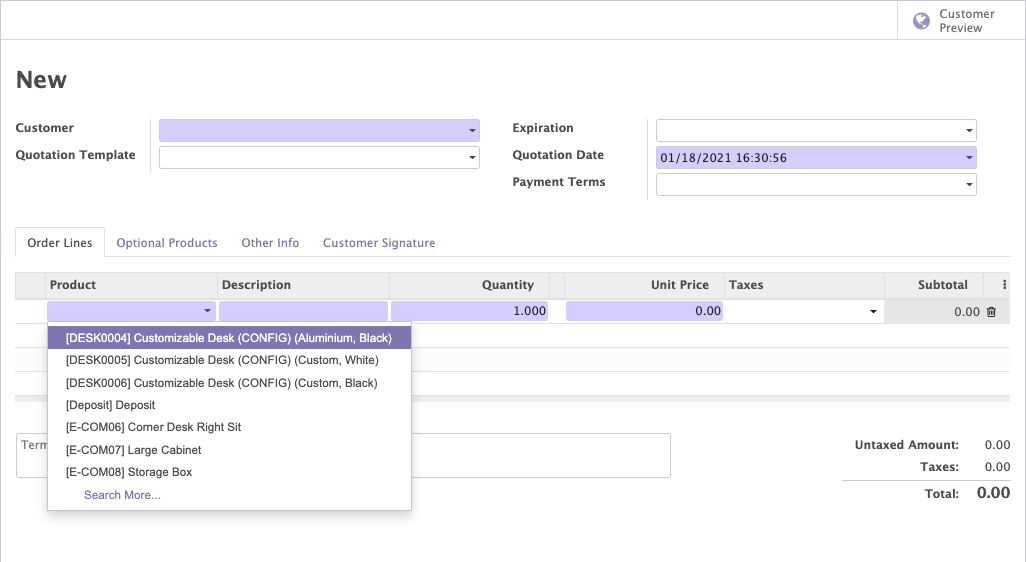 Customer
Preview
New
Customer
Expiration
Quotation Template
Quotation Date
01/18/2021 16:30:56
Payment Terms
Order Lines Optional Products Other Info Customer Signature
Product Description Quantity Unit Price Taxes Subtotal
1.000 0.00 0.00
[DESK0004] Customizable Desk (CONFIG) (Aluminium, Black)
[DESK0005] Customizable Desk (CONFIG) (Custom, White)
[DESK0006] Customizable Desk (CONFIG) (Custom, Black)
[Deposit] Deposit
[E-COM06] Corner Desk Right Sit
[E-COM07] Large Cabinet
[E-COM08] Storage Box
Search More...
Term
Untaxed Amount: 0.00
Taxes: 0.00
Total: 0.00